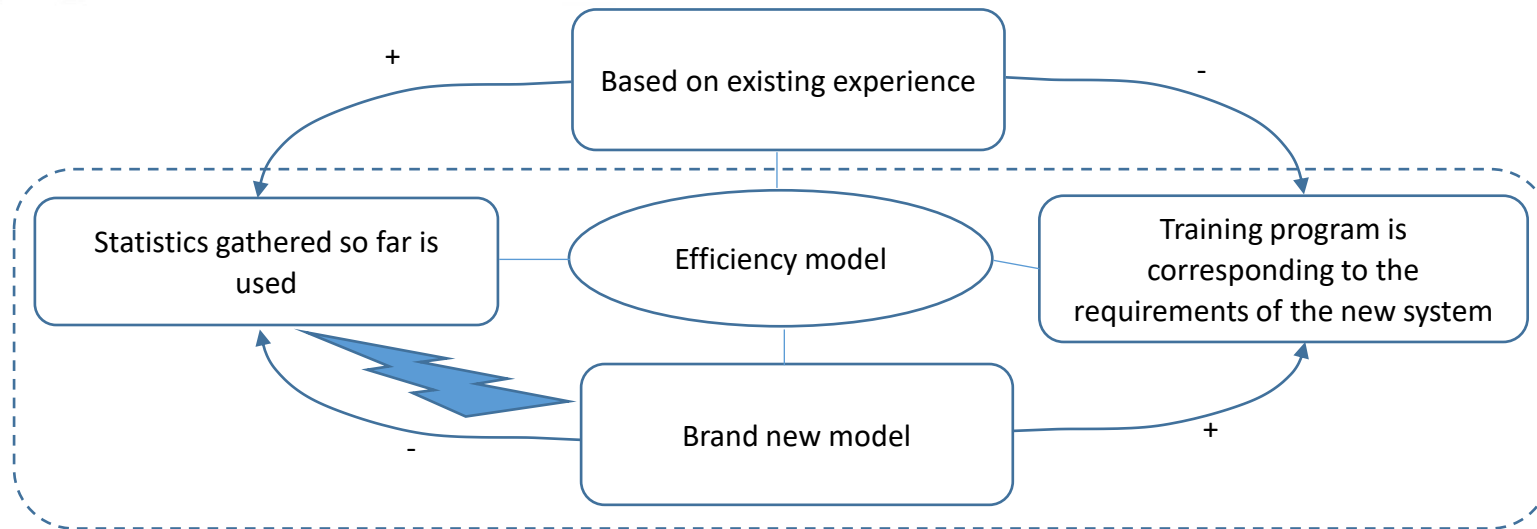 +
Based on existing experience
-
Statistics gathered so far is
used
Efficiency model
Training program is
corresponding to the
requirements of the new system
Brand new model
-
+